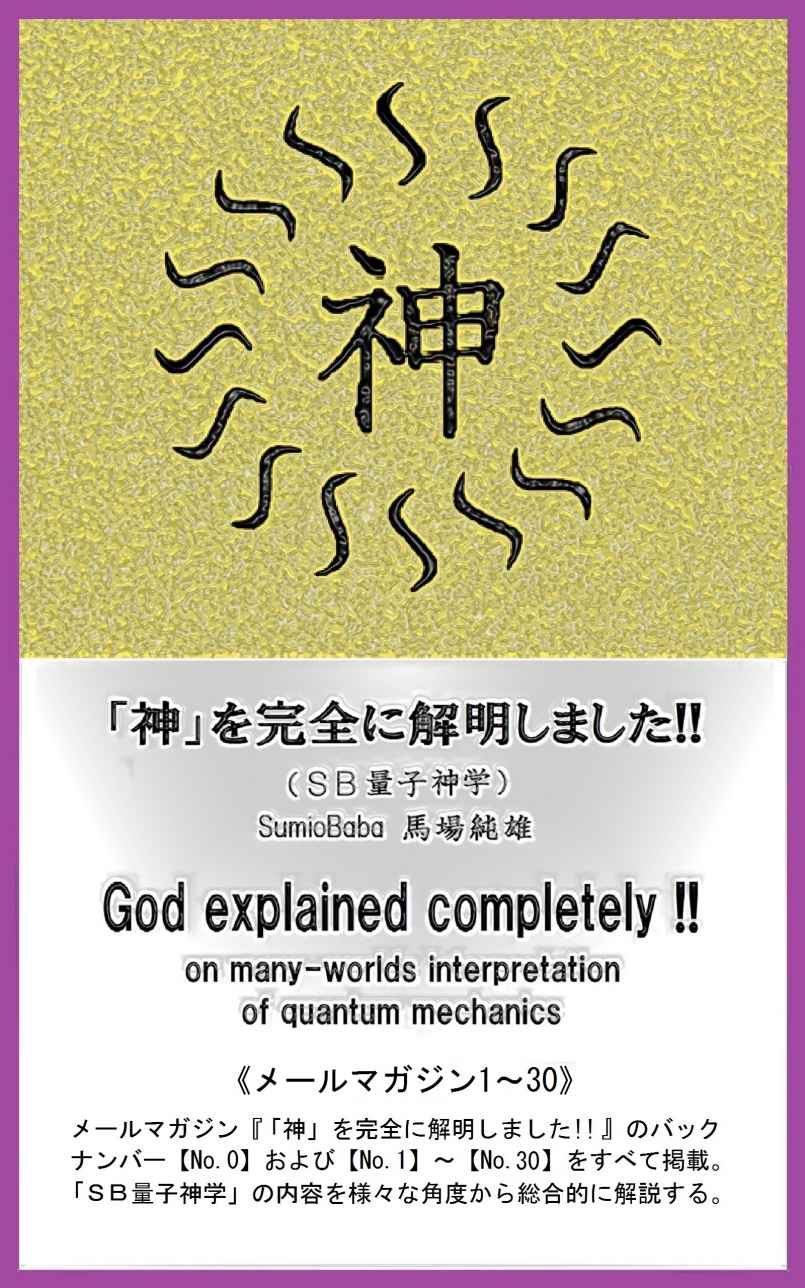 神
「神」を完全に解明しました!!
（ＳＢ量子神学）
SumioBaba 馬場純雄
God explained completely !!
on many-worlds interpretation
of quantum mechanics
《メールマガジン1～30》
メールマガジン『「神」を完全に解明しました!!』のバック
ナンバー【No.0】および【No.1】～【No.30】をすべて掲載。
「ＳＢ量子神学」の内容を様々な角度から総合的に解説する。